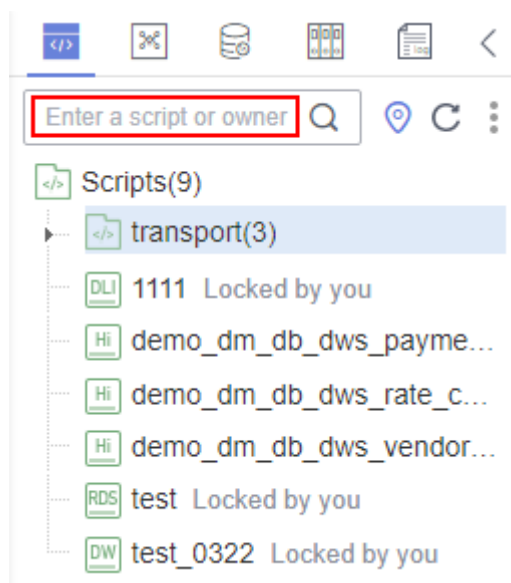 </>
log
Enter a script or owner
</> Scripts(9)
</> transport(3)
DLI 1111 Locked by you
Hi demo_dm_db_dws_payme...
Hi demo_dm_db_dws_rate_c...
Hi demo_dm_db_dws_vendor...
RDS test Locked by you
DW test_0322 Locked by you